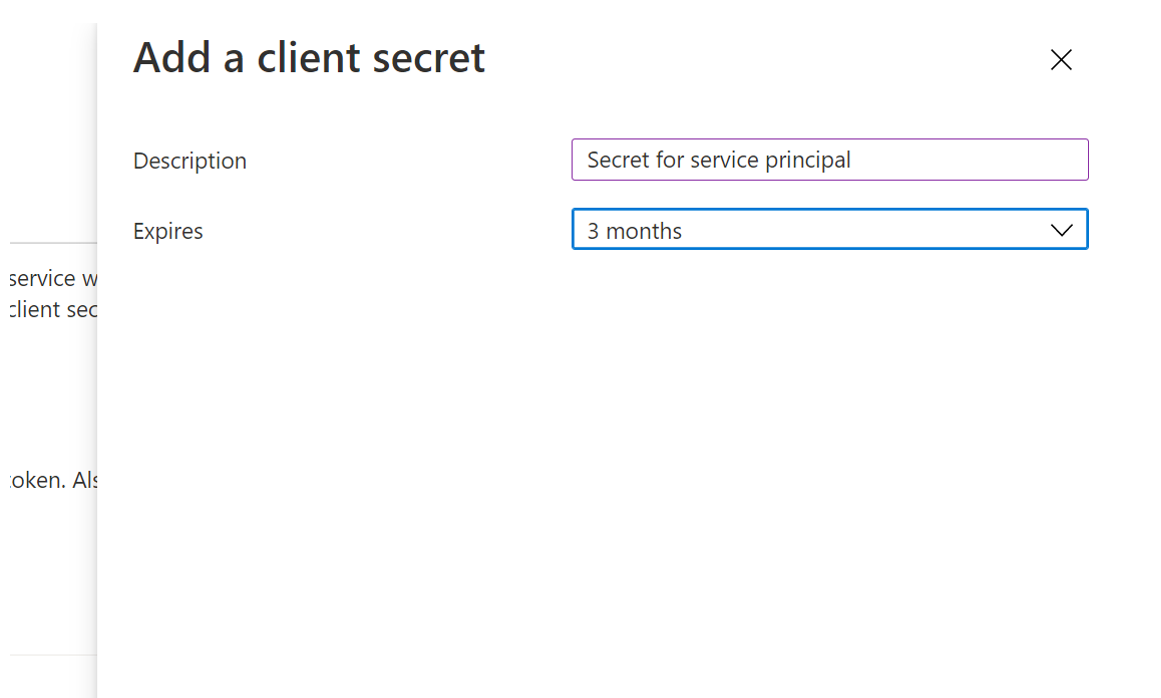 Add a client secret
Description
Secret for service principal
Expires
3 months
service w
client sec
token. Als